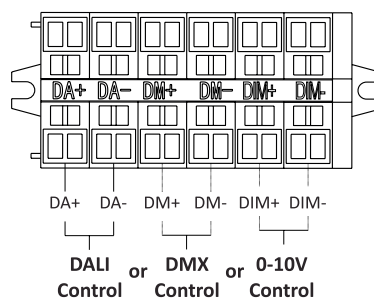 DA+ DA- DM+ DM- DIM+ DIM-
DA+ DA- DM+ DM- DIM+ DIM-
DALI or DMX or 0-10V
Control Control Control